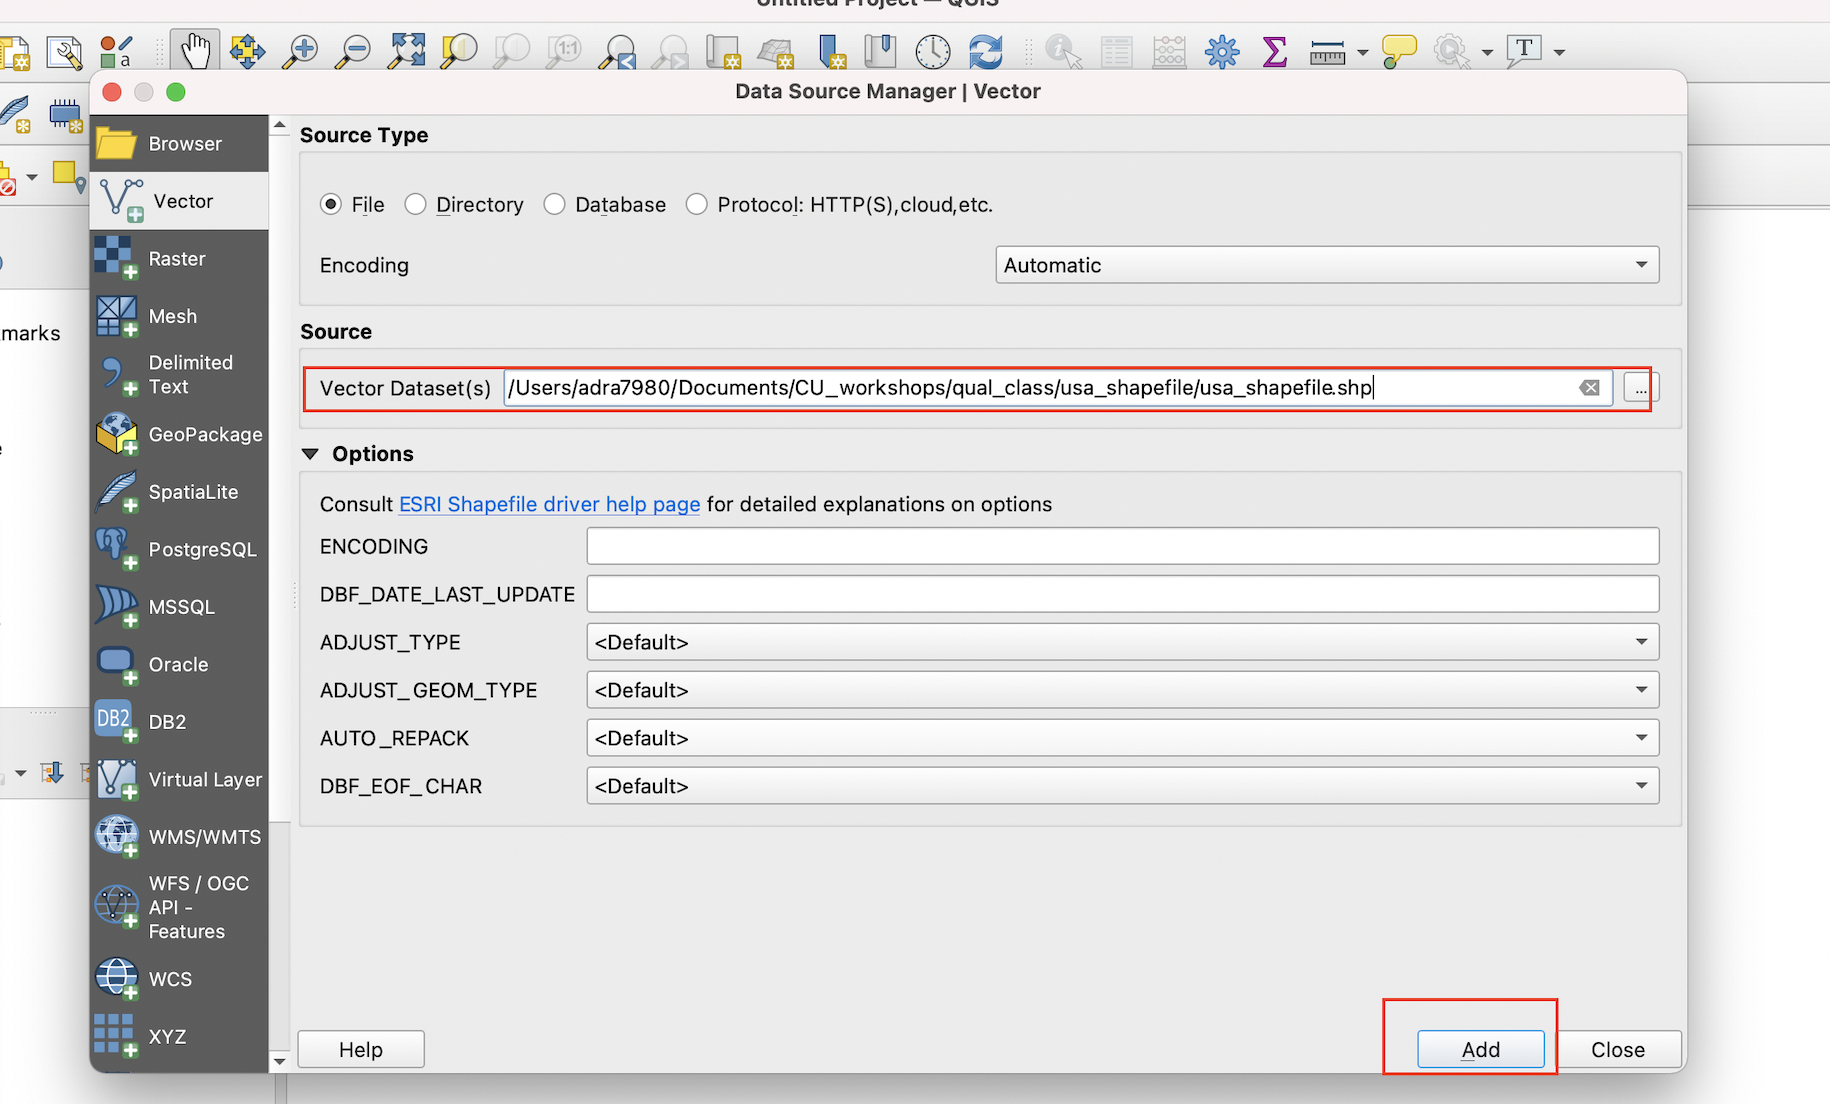 Untitled Project — QGIS
a
1:1
T
Data Source Manager | Vector
Browser
Vector
Raster
Mesh
Delimited
Text
GeoPackage
SpatiaLite
PostgreSQL
MSSQL
Oracle
DB2
DB2
Virtual Layer
WMS/WMTS
WFS / OGC
API -
Features
WCS
XYZ
marks
Source Type
File Directory Database Protocol: HTTP(S),cloud,etc.
Encoding Automatic
Source
Vector Dataset(s) /Users/adra7980/Documents/CU_workshops/qual_class/usa_shapefile/usa_shapefile.shp ...
Options
Consult ESRI Shapefile driver help page for detailed explanations on options
ENCODING
DBF_DATE_LAST_UPDATE
ADJUST_TYPE <Default>
ADJUST_GEOM_TYPE <Default>
AUTO_REPACK <Default>
DBF_EOF_CHAR <Default>
Help Add Close